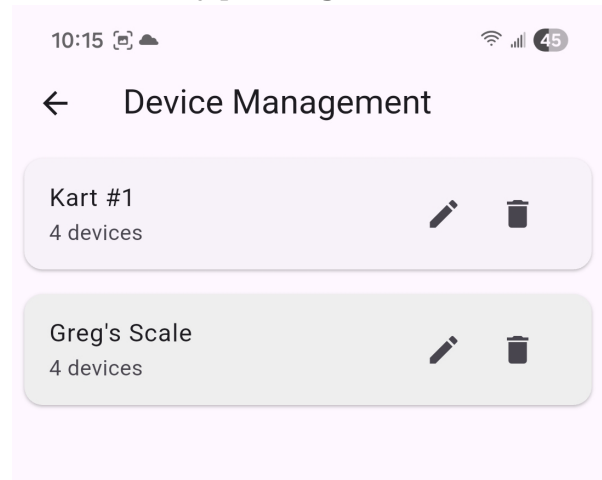 10:15
45
Device Management
Kart #1
4 devices
Greg's Scale
4 devices